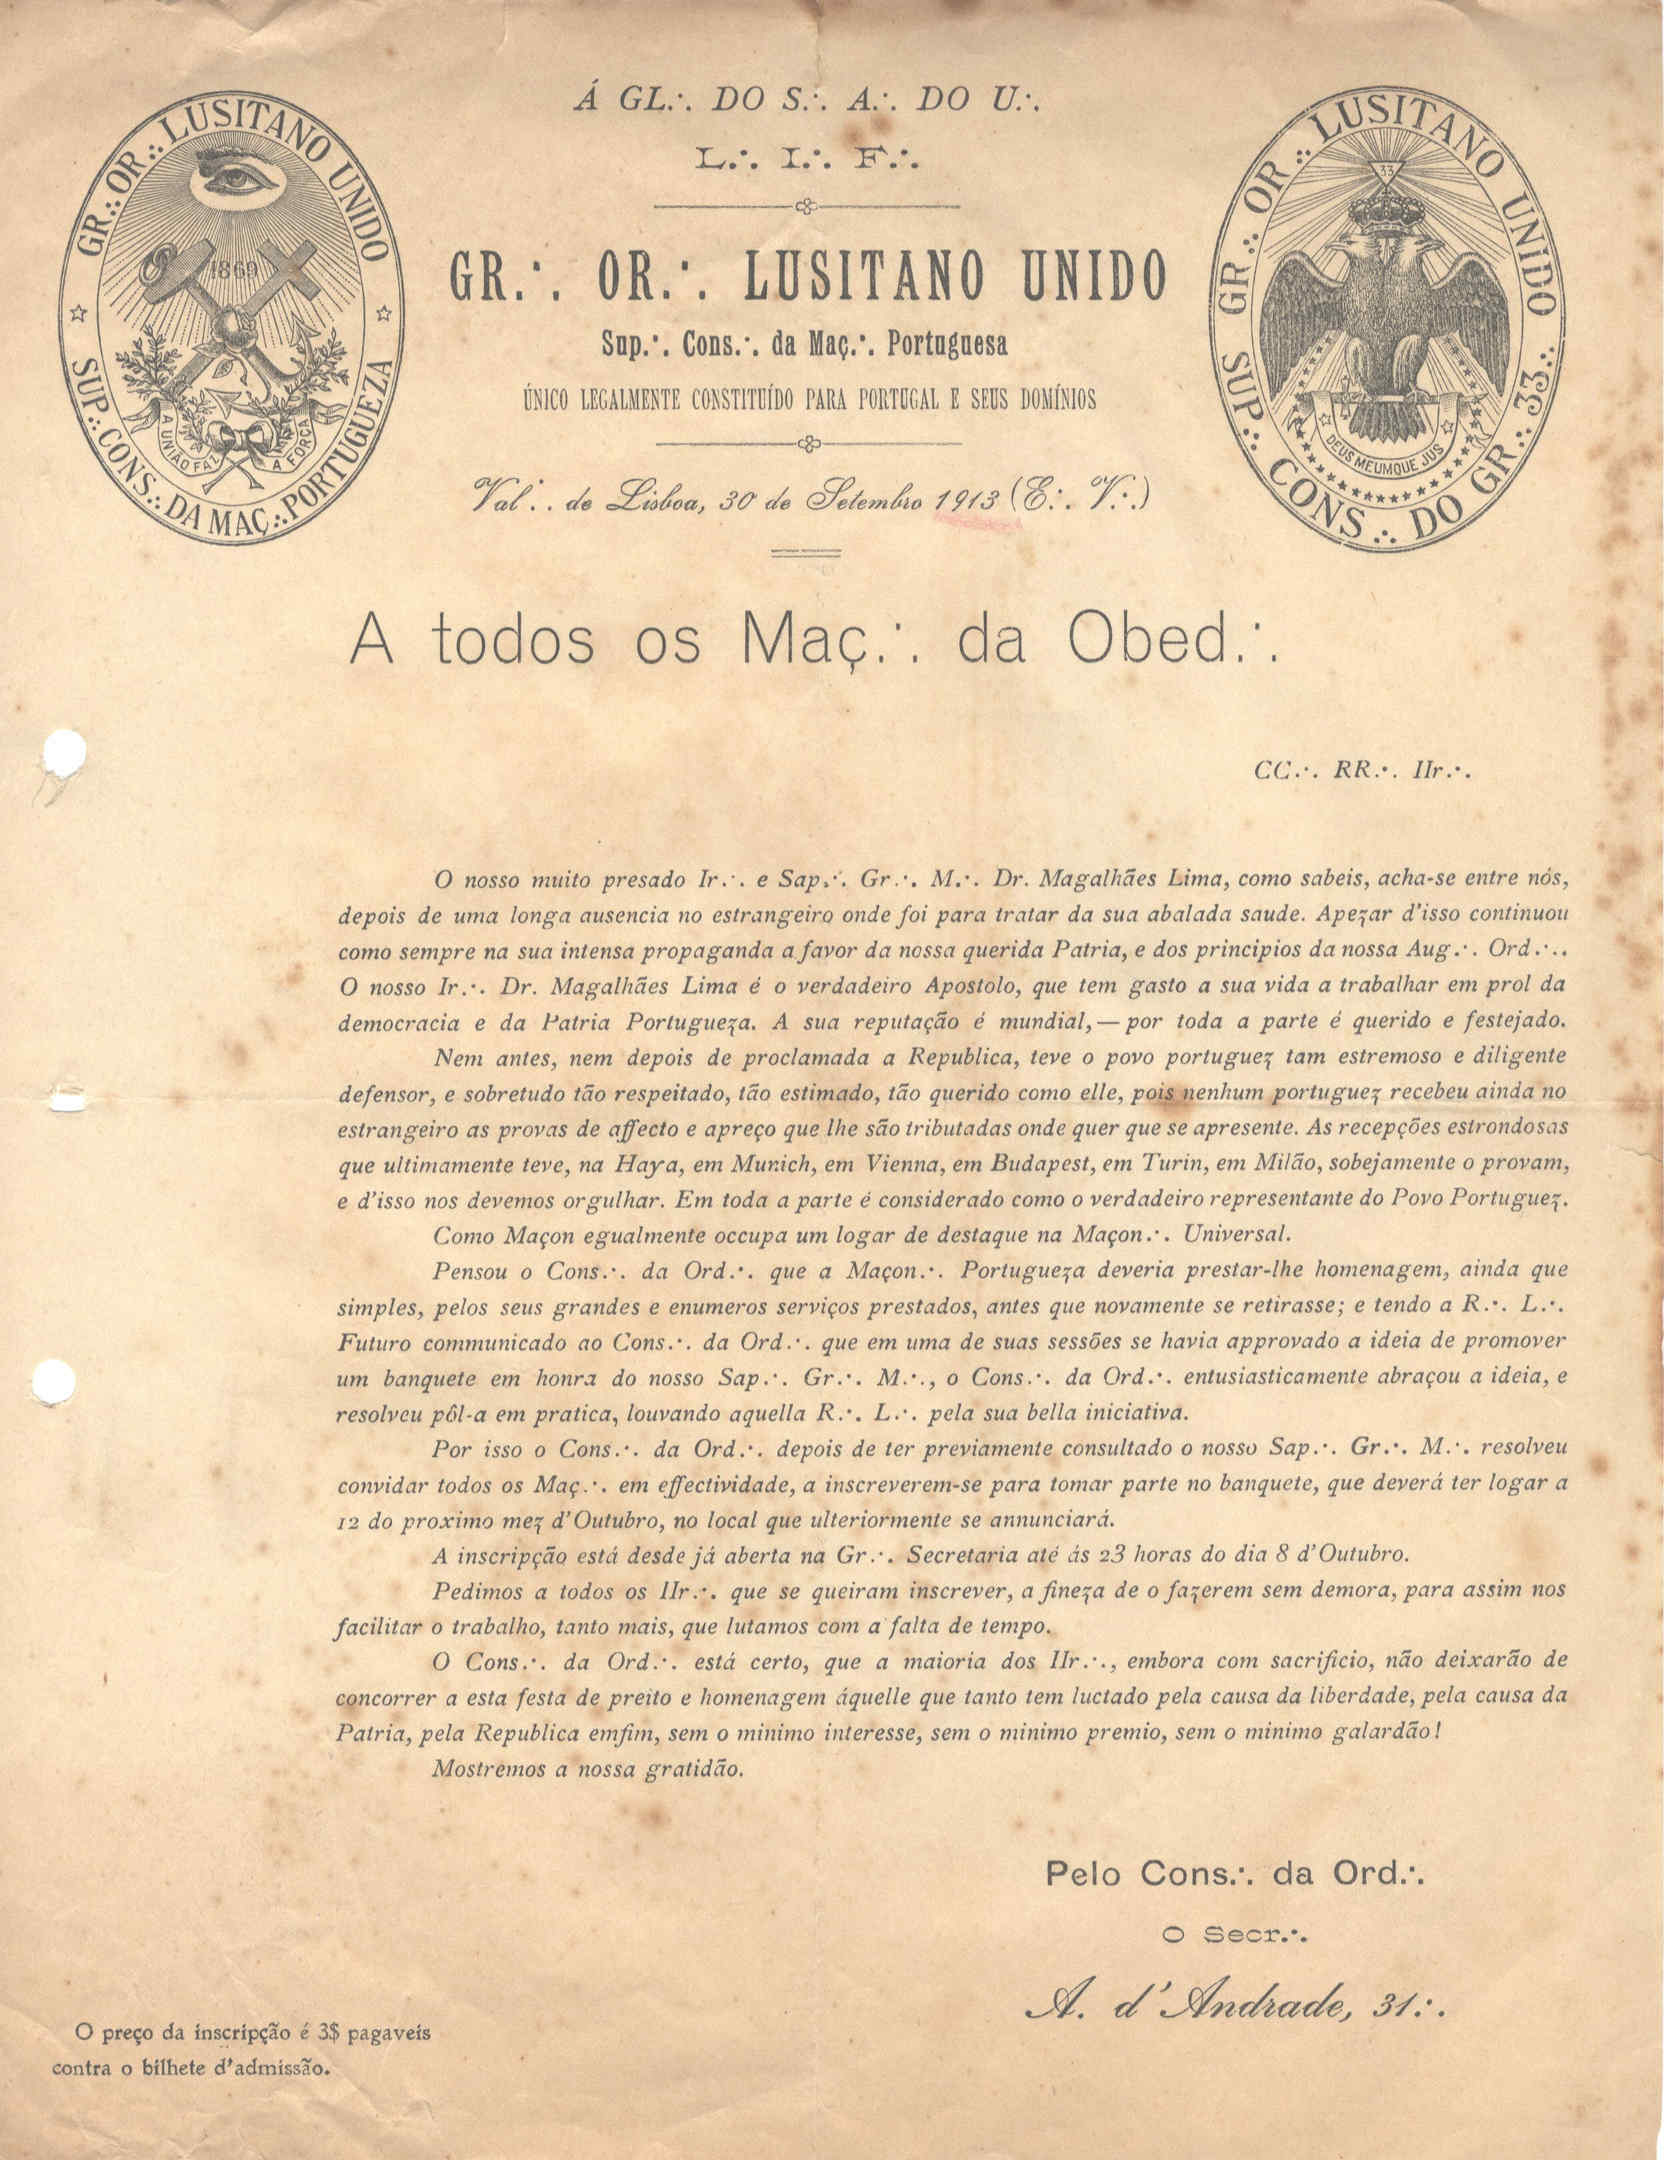 Á GL.·. DO S.·. A.·. DO U.·.
L.·. I.·. F.·.
GR.·. OR.·. LUSITANO UNIDO
SUP.·. CONS.·. DA MAÇ.·. PORTUGUEZA
1869
A UNIÃO FAZ A FORÇA
GR.·. OR.·. LUSITANO UNIDO
Sup.·. Cons.·. da Maç.·. Portuguesa
ÚNICO LEGALMENTE CONSTITUÍDO PARA PORTUGAL E SEUS DOMÍNIOS
GR.·. OR.·. LUSITANO UNIDO
SUP.·. CONS.·. DO GR.·. 33.·.
33
DEUS MEUMQUE JUS
Val.·. de Lisboa, 30 de Setembro 1913 (E.·. V.·.)
A todos os Maç.·. da Obed.·.
CC.·. RR.·. IIr.·.
O nosso muito presado Ir.·. e Sap.·. Gr.·. M.·. Dr. Magalhães Lima, como sabeis, acha-se entre nós,
depois de uma longa ausencia no estrangeiro onde foi para tratar da sua abalada saude. Apezar d'isso continuou
como sempre na sua intensa propaganda a favor da nossa querida Patria, e dos principios da nossa Aug.·. Ord.·..
O nosso Ir.·. Dr. Magalhães Lima é o verdadeiro Apostolo, que tem gasto a sua vida a trabalhar em prol da
democracia e da Patria Portugueza. A sua reputação é mundial,—por toda a parte é querido e festejado.
Nem antes, nem depois de proclamada a Republica, teve o povo portuguez tam estremoso e diligente
defensor, e sobretudo tão respeitado, tão estimado, tão querido como elle, pois nenhum portuguez recebeu ainda no
estrangeiro as provas de affecto e apreço que lhe são tributadas onde quer que se apresente. As recepções estrondosas
que ultimamente teve, na Haya, em Munich, em Vienna, em Budapest, em Turin, em Milão, sobejamente o provam,
e d'isso nos devemos orgulhar. Em toda a parte é considerado como o verdadeiro representante do Povo Portuguez.
Como Maçon egualmente occupa um logar de destaque na Maçon.·. Universal.
Pensou o Cons.·. da Ord.·. que a Maçon.·. Portugueza deveria prestar-lhe homenagem, ainda que
simples, pelos seus grandes e enumeros serviços prestados, antes que novamente se retirasse; e tendo a R.·. L.·.
Futuro communicado ao Cons.·. da Ord.·. que em uma de suas sessões se havia approvado a ideia de promover
um banquete em honra do nosso Sap.·. Gr.·. M.·., o Cons.·. da Ord.·. entusiasticamente abraçou a ideia, e
resolveu pôl-a em pratica, louvando aquella R.·. L.·. pela sua bella iniciativa.
Por isso o Cons.·. da Ord.·. depois de ter previamente consultado o nosso Sap.·. Gr.·. M.·. resolveu
convidar todos os Maç.·. em effectividade, a inscreverem-se para tomar parte no banquete, que deverá ter logar a
12 do proximo mez d'Outubro, no local que ulteriormente se annunciará.
A inscripção está desde já aberta na Gr.·. Secretaria até ás 23 horas do dia 8 d'Outubro.
Pedimos a todos os IIr.·. que se queiram inscrever, a fineza de o fazerem sem demora, para assim nos
facilitar o trabalho, tanto mais, que lutamos com a falta de tempo.
O Cons.·. da Ord.·. está certo, que a maioria dos IIr.·., embora com sacrificio, não deixarão de
concorrer a esta festa de preito e homenagem áquelle que tanto tem luctado pela causa da liberdade, pela causa da
Patria, pela Republica emfim, sem o minimo interesse, sem o minimo premio, sem o minimo galardão!
Mostremos a nossa gratidão.
Pelo Cons.·. da Ord.·.
O Secr.·.
A. d'Andrade, 31.·.
O preço da inscripção é 3$ pagaveis
contra o bilhete d'admissão.